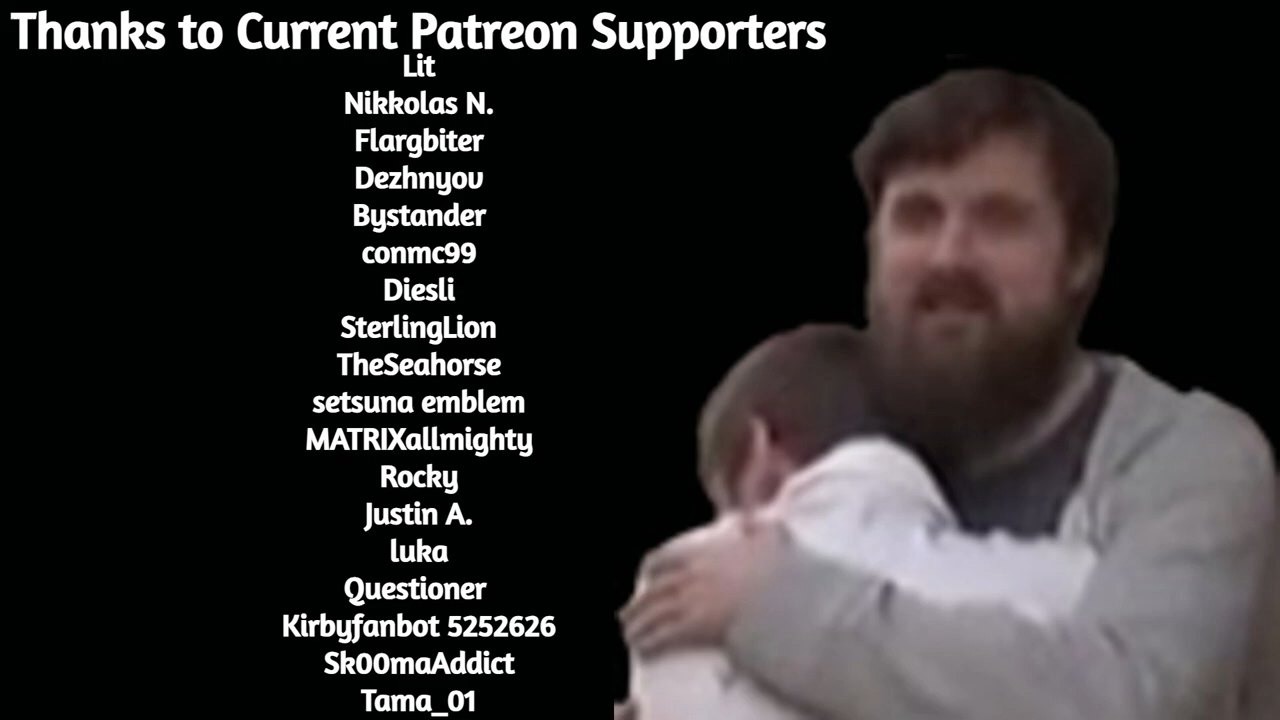 Thanks to Current Patreon Supporters
Lit
Nikkolas N.
Flargbiter
Dezhnyov
Bystander
conmc99
Diesli
SterlingLion
TheSeahorse
setsuna emblem
MATRIXallmighty
Rocky
Justin A.
luka
Questioner
Kirbyfanbot 5252626
Sk00maAddict
Tama_01